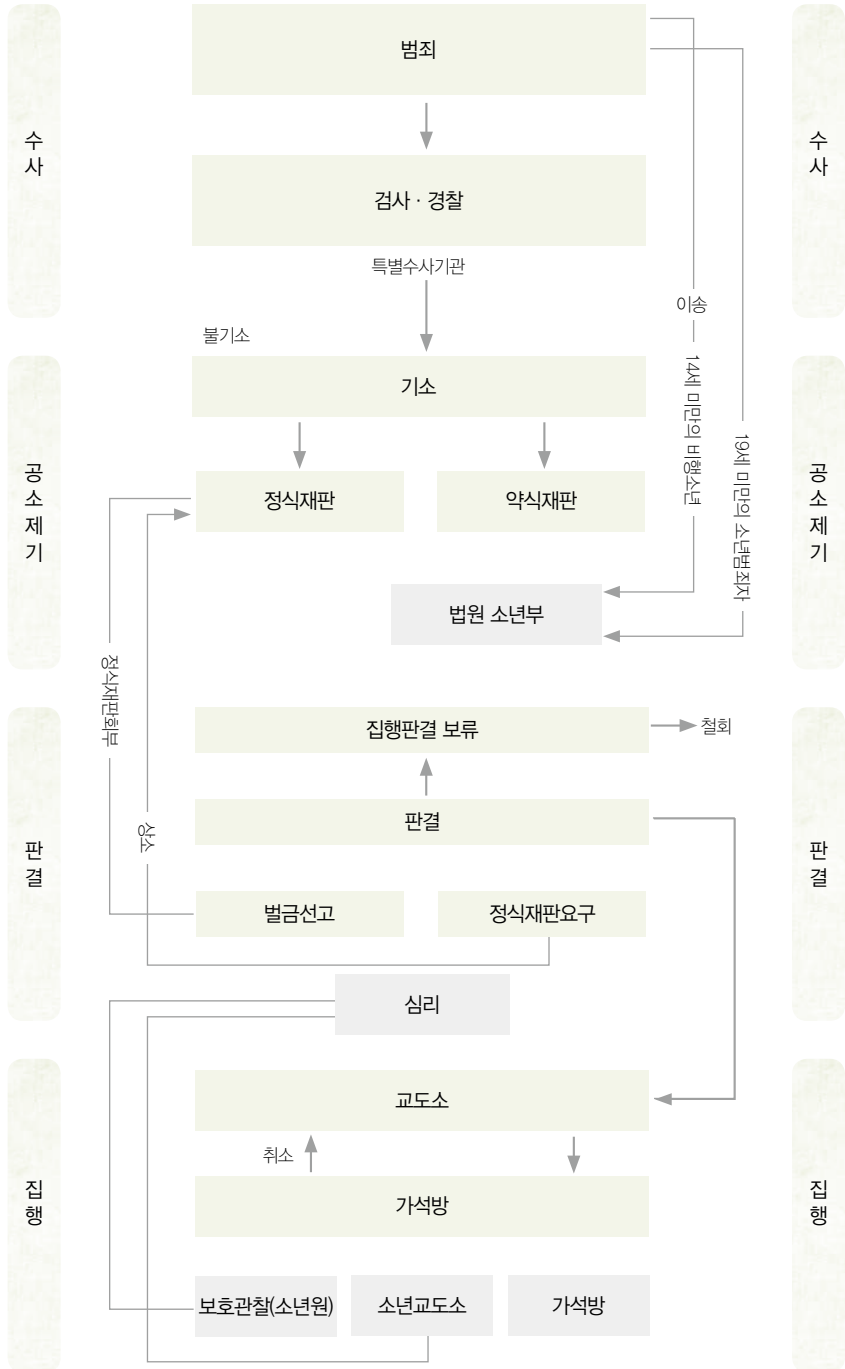 수사
수사
범죄
검사 · 경찰
특별수사기관
이송
불기소
14세 미만의 비행소년
19세 미만의 소년범죄자
공소제기
공소제기
기소
정식재판
약식재판
법원 소년부
정식재판회부
상소
판결
판결
집행판결 보류
철회
판결
벌금선고
정식재판요구
심리
집행
집행
교도소
취소
가석방
보호관찰(소년원)
소년교도소
가석방